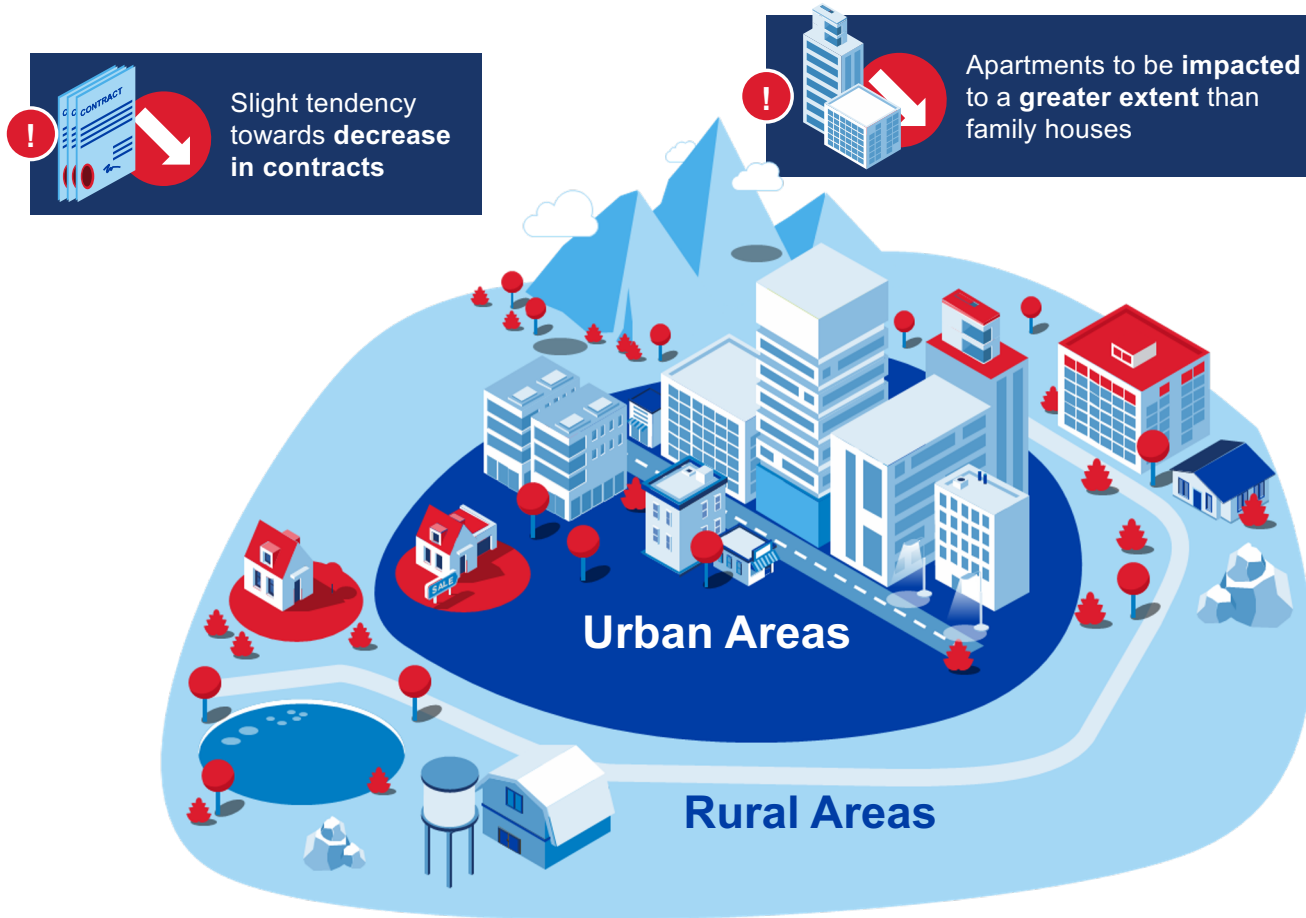 !
CONTRACT
Slight tendency
towards decrease
in contracts
!
Apartments to be impacted
to a greater extent than
family houses
SALE
Urban Areas
Rural Areas